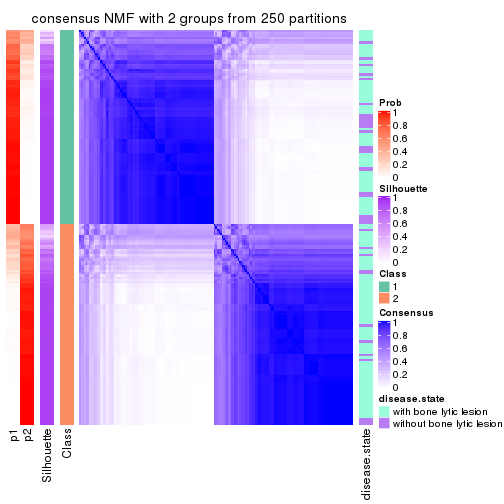 consensus NMF with 2 groups from 250 partitions
Prob
1
0.8
0.6
0.4
0.2
0
Silhouette
1
0.8
0.6
0.4
0.2
0
Class
1
2
Consensus
1
0.8
0.6
0.4
0.2
0
disease.state
with bone lytic lesion
without bone lytic lesion
p1
p2
Silhouette
Class
disease.state